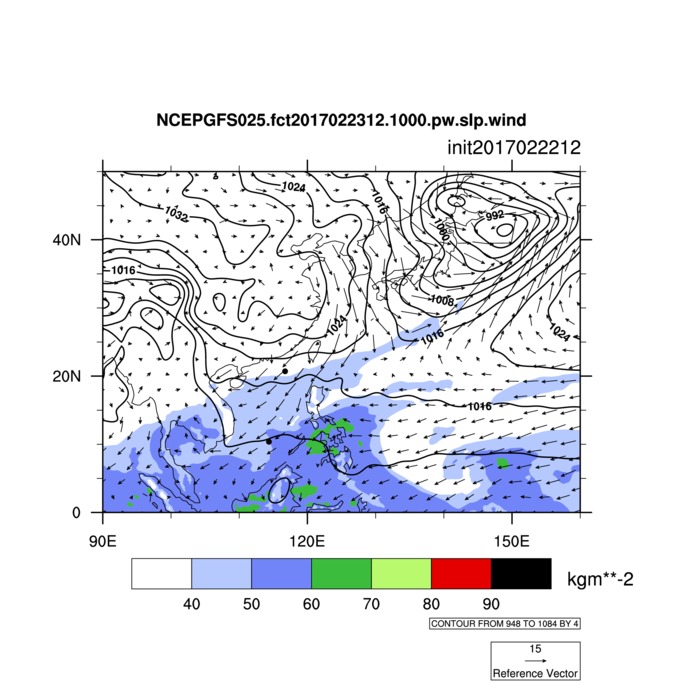 NCEPGFS025.fct2017022312.1000.pw.slp.wind
init2017022212
1024
1032
1016
992
1000
1016
1008
1024
1016
1024
1016
40N
20N
0
90E 120E 150E
kgm**-2
40 50 60 70 80 90
CONTOUR FROM 948 TO 1084 BY 4
15
Reference Vector